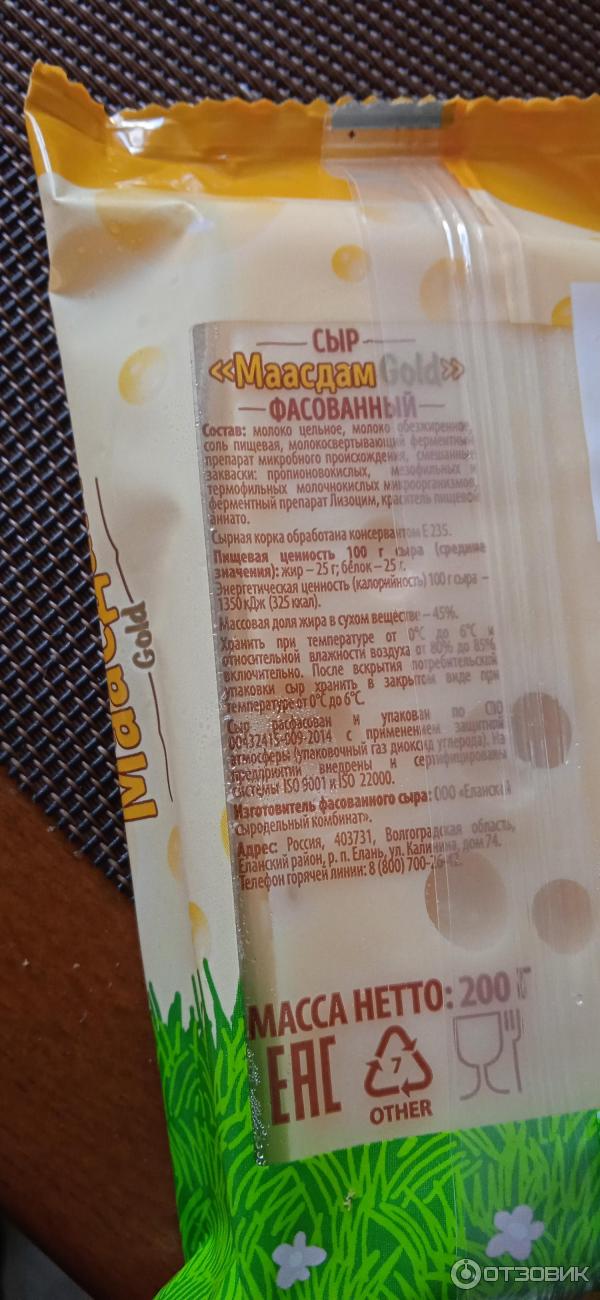 СЫР
«Маасдам Gold»
ФАСОВАННЫЙ
Состав: молоко цельное, молоко обезжиренное,
соль пищевая, молокосвертывающий ферментный
препарат микробного происхождения, смешанные
закваски: пропионовокислых, мезофильных и
термофильных молочнокислых микроорганизмов,
ферментный препарат Лизоцим, краситель пищевой
аннато.
Сырная корка обработана консервантом Е 235.
Пищевая ценность 100 г сыра (средние
значения): жир – 25 г; белок – 25 г.
Энергетическая ценность (калорийность) 100 г сыра –
1350 кДж (325 ккал).
Массовая доля жира в сухом веществе – 45%.
Хранить при температуре от 0°C до 6°C и
относительной влажности воздуха от 80% до 85%
включительно. После вскрытия потребительской
упаковки сыр хранить в закрытом виде при
температуре от 0°C до 6°C.
Сыр расфасован и упакован по СТО
00432415-009-2014 с применением защитной
атмосферы (упаковочный газ диоксид углерода). На
предприятии внедрены и сертифицированы
системы ISO 9001 и ISO 22000.
Изготовитель фасованного сыра: ООО «Еланский
сыродельный комбинат».
Адрес: Россия, 403731, Волгоградская область,
Еланский район, р. п. Елань, ул. Калинина, дом 74.
Телефон горячей линии: 8 (800) 700-26-42.
Gold
МАССА НЕТТО: 200
EAC
7
OTHER
ОТЗОВИК